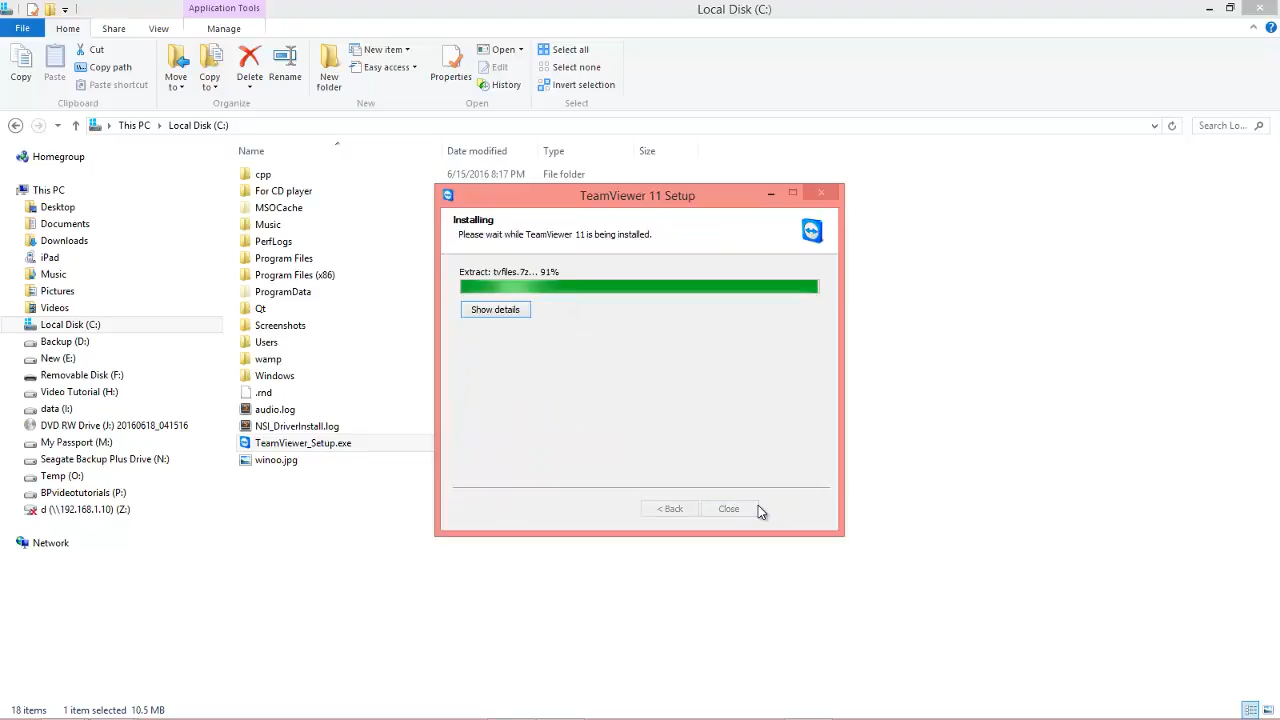 Application Tools
Local Disk (C:)
File Home Share View Manage
Copy
Paste
Cut
Copy path
Paste shortcut
Clipboard
Move to
Copy to
Delete
Rename
Organize
New folder
New item
Easy access
New
Properties
Open
Edit
History
Open
Select all
Select none
Invert selection
Select
This PC Local Disk (C:)
Search Lo...
Homegroup
This PC
Desktop
Documents
Downloads
iPad
Music
Pictures
Videos
Local Disk (C:)
Backup (D:)
New (E:)
Removable Disk (F:)
Video Tutorial (H:)
data (I:)
DVD RW Drive (J:) 20160618_041516
My Passport (M:)
Seagate Backup Plus Drive (N:)
Temp (O:)
BPvideotutorials (P:)
d (\\192.168.1.10) (Z:)
Network
Name Date modified Type Size
cpp 6/15/2016 8:17 PM File folder
For CD player
MSOCache
Music
PerfLogs
Program Files
Program Files (x86)
ProgramData
Qt
Screenshots
Users
wamp
Windows
.rnd
audio.log
NSI_DriverInstall.log
TeamViewer_Setup.exe
winoo.jpg
TeamViewer 11 Setup
Installing
Please wait while TeamViewer 11 is being installed.
Extract: tvfiles.7z... 91%
Show details
< Back Close
18 items 1 item selected 10.5 MB